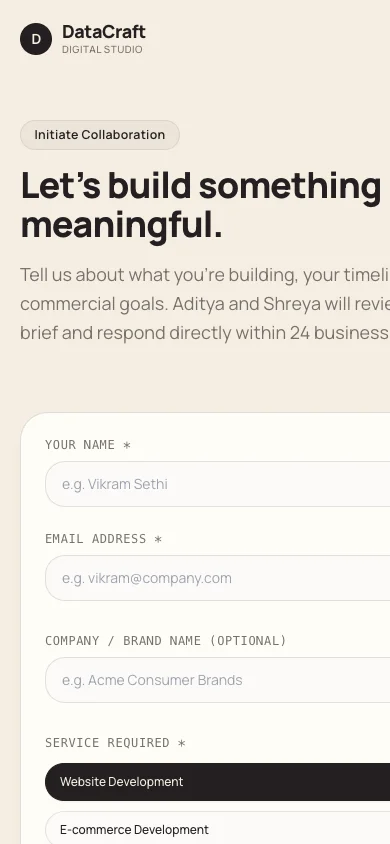 D
DataCraft
DIGITAL STUDIO
Initiate Collaboration
Let's build something
meaningful.
Tell us about what you're building, your
commercial goals. Aditya and Shreya will
brief and respond directly within 24 business
YOUR NAME *
e.g. Vikram Sethi
EMAIL ADDRESS *
e.g. vikram@company.com
COMPANY / BRAND NAME (OPTIONAL)
e.g. Acme Consumer Brands
SERVICE REQUIRED *
Website Development
E-commerce Development